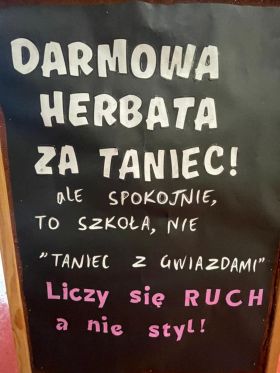 DARMOWA
HERBATA
ZA TANIEC!
ALE SPOKOJNIE,
TO SZKOŁA, NIE
"TANIEC Z GWIAZDAMI"
Liczy się RUCH
a nie styl!